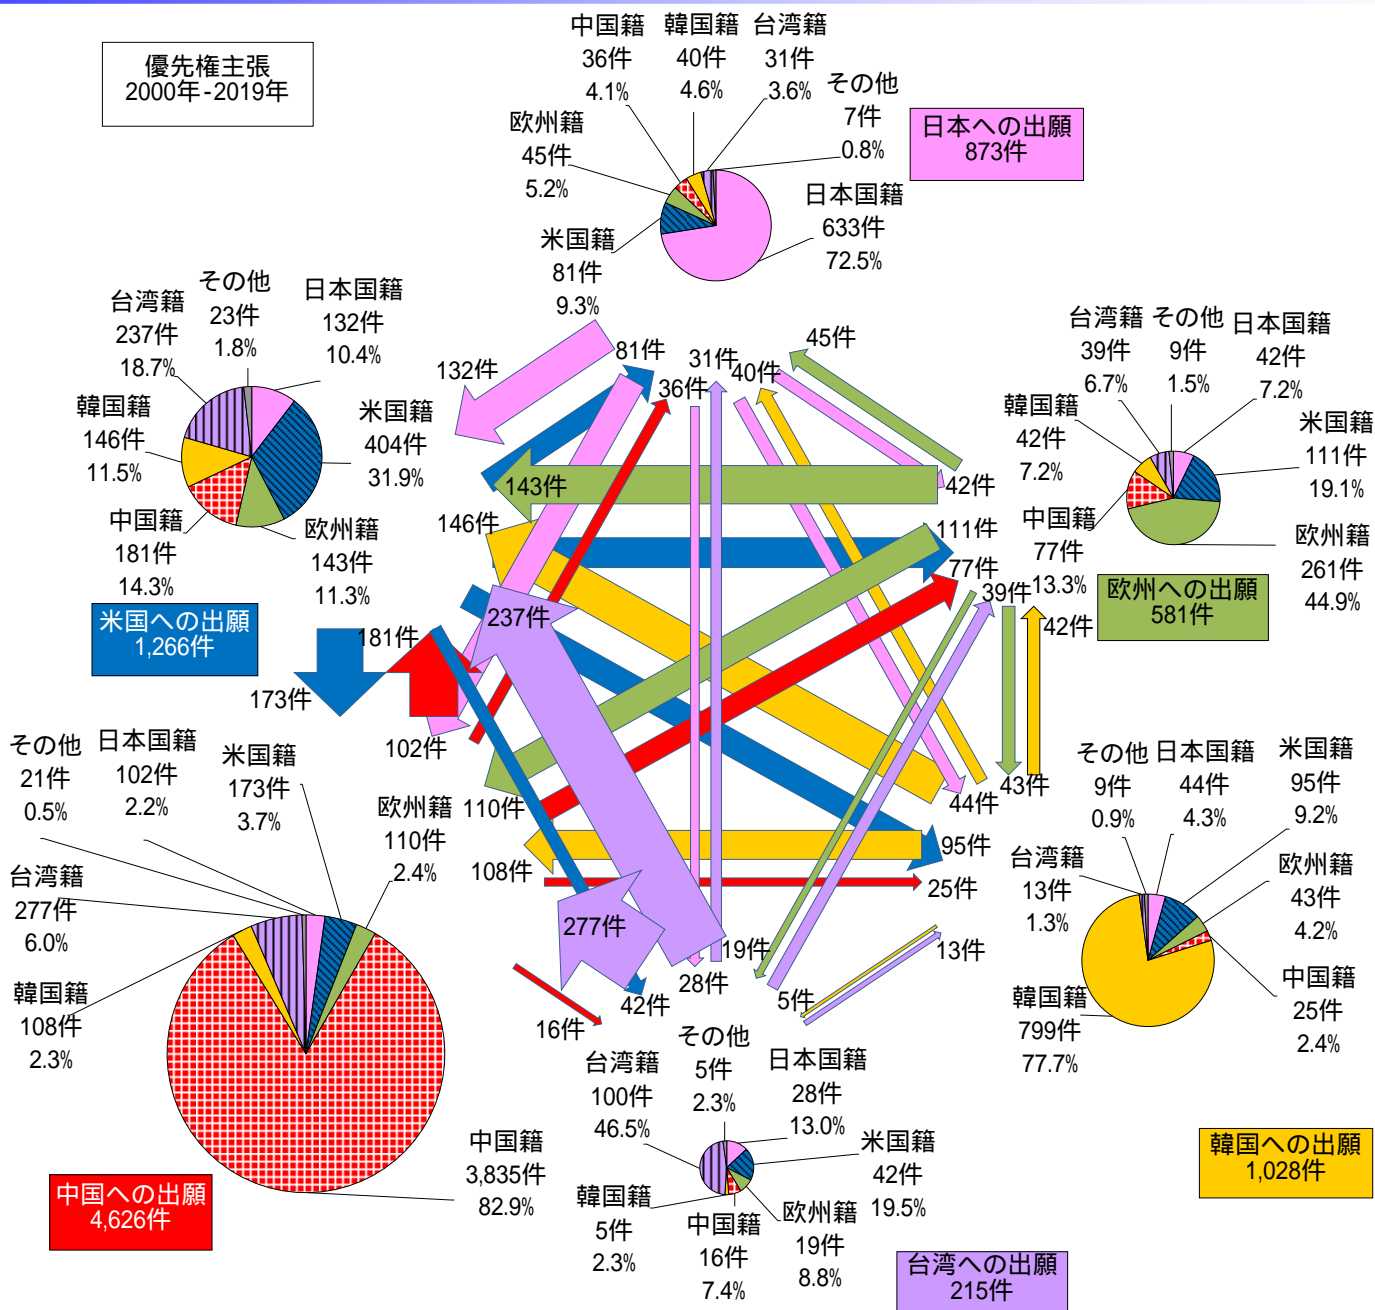 優先権主張
2000年-2019年
中国籍
36件
4.1%
韓国籍
40件
4.6%
台湾籍
31件
3.6%
その他
7件
0.8%
欧州籍
45件
5.2%
日本国籍
633件
72.5%
米国籍
81件
9.3%
日本への出願
873件
台湾籍
237件
18.7%
その他
23件
1.8%
日本国籍
132件
10.4%
韓国籍
146件
11.5%
米国籍
404件
31.9%
中国籍
181件
14.3%
欧州籍
143件
11.3%
米国への出願
1,266件
台湾籍
39件
6.7%
その他
9件
1.5%
日本国籍
42件
7.2%
韓国籍
42件
7.2%
米国籍
111件
19.1%
中国籍
77件
13.3%
欧州籍
261件
44.9%
欧州への出願
581件
132件
81件
36件
31件
40件
45件
143件
42件
146件
111件
77件
39件
42件
237件
181件
173件
102件
110件
44件
43件
108件
95件
25件
277件
19件
13件
28件
42件
5件
16件
その他
21件
0.5%
日本国籍
102件
2.2%
米国籍
173件
3.7%
欧州籍
110件
2.4%
台湾籍
277件
6.0%
韓国籍
108件
2.3%
中国籍
3,835件
82.9%
中国への出願
4,626件
その他
9件
0.9%
日本国籍
44件
4.3%
米国籍
95件
9.2%
台湾籍
13件
1.3%
欧州籍
43件
4.2%
韓国籍
799件
77.7%
中国籍
25件
2.4%
韓国への出願
1,028件
台湾籍
100件
46.5%
その他
5件
2.3%
日本国籍
28件
13.0%
米国籍
42件
19.5%
韓国籍
5件
2.3%
中国籍
16件
7.4%
欧州籍
19件
8.8%
台湾への出願
215件